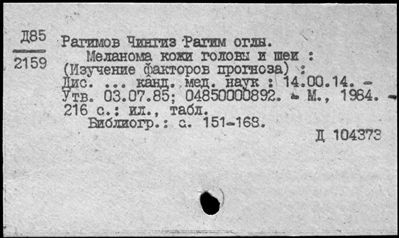 Д85
2159
Рагимов Чингиз Рагим оглы.
Меланома кожи головы и шеи :
(Изучение факторов прогноза) :
Дис. ... канд. мед. наук : 14.00.14. -
Утв. 03.07.85; 04850000892. - М., 1984. -
216 с.: ил., табл.
Библиогр.: с. 151-168.
Д 104373